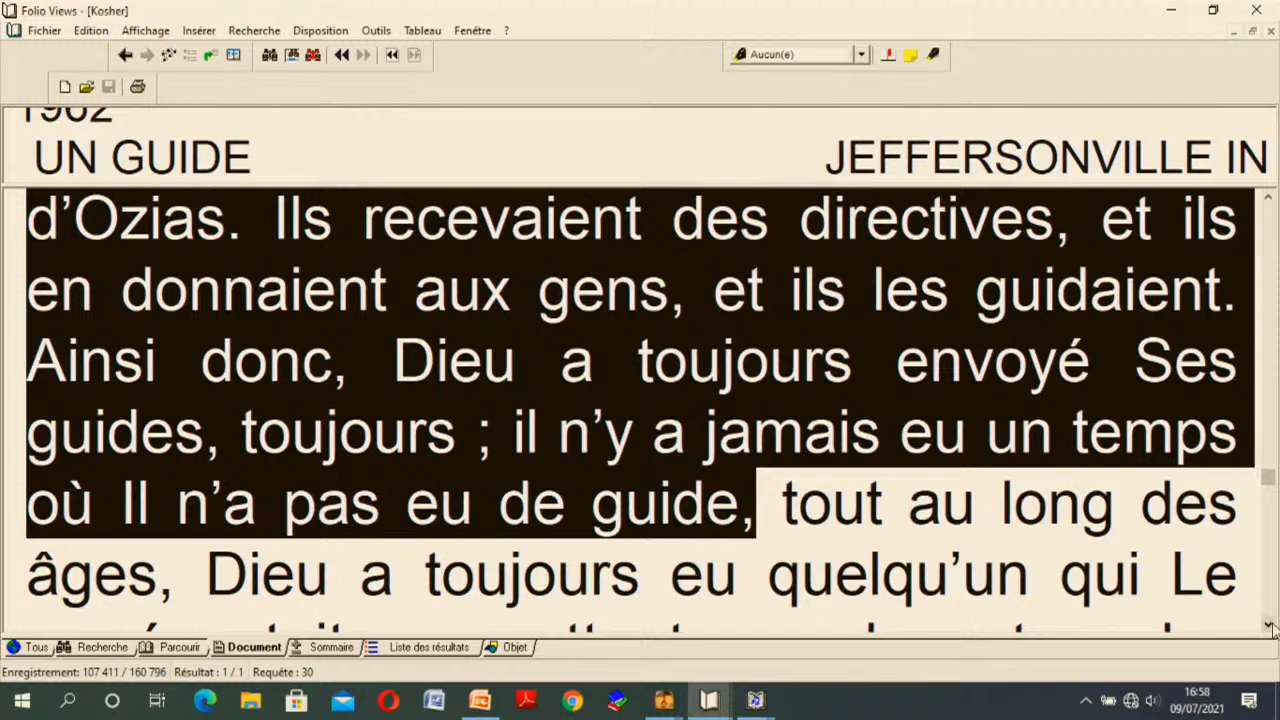 Folio Views - [Kosher]
Fichier Edition Affichage Insérer Recherche Disposition Outils Tableau Fenêtre ?
Aucun(e)
1962
UN GUIDE JEFFERSONVILLE IN
d’Ozias. Ils recevaient des directives, et ils
en donnaient aux gens, et ils les guidaient.
Ainsi donc, Dieu a toujours envoyé Ses
guides, toujours ; il n’y a jamais eu un temps
où Il n’a pas eu de guide, tout au long des
âges, Dieu a toujours eu quelqu’un qui Le
Tous Recherche Parcourir Document Sommaire Liste des résultats Objet
Enregistrement: 107 411 / 160 796 Résultat : 1 / 1 Requête : 30
16:58
09/07/2021